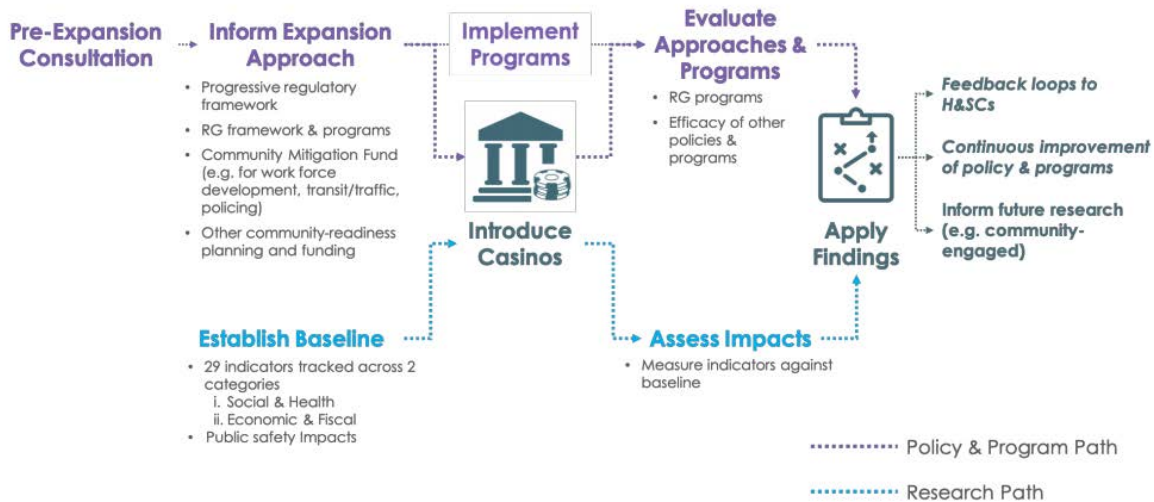 Pre-Expansion
Consultation
Inform Expansion
Approach
• Progressive regulatory
framework
• RG framework & programs
• Community Mitigation Fund
(e.g. for work force
development, transit/traffic,
policing)
• Other community-readiness
planning and funding
Implement
Programs
Introduce
Casinos
Evaluate
Approaches &
Programs
• RG programs
• Efficacy of other
policies &
programs
Apply
Findings
Feedback loops to
H&SCs
Continuous improvement
of policy & programs
Inform future research
(e.g. community-
engaged)
Establish Baseline
• 29 indicators tracked across 2
categories
i. Social & Health
ii. Economic & Fiscal
• Public safety Impacts
Assess Impacts
• Measure indicators against
baseline
Policy & Program Path
Research Path